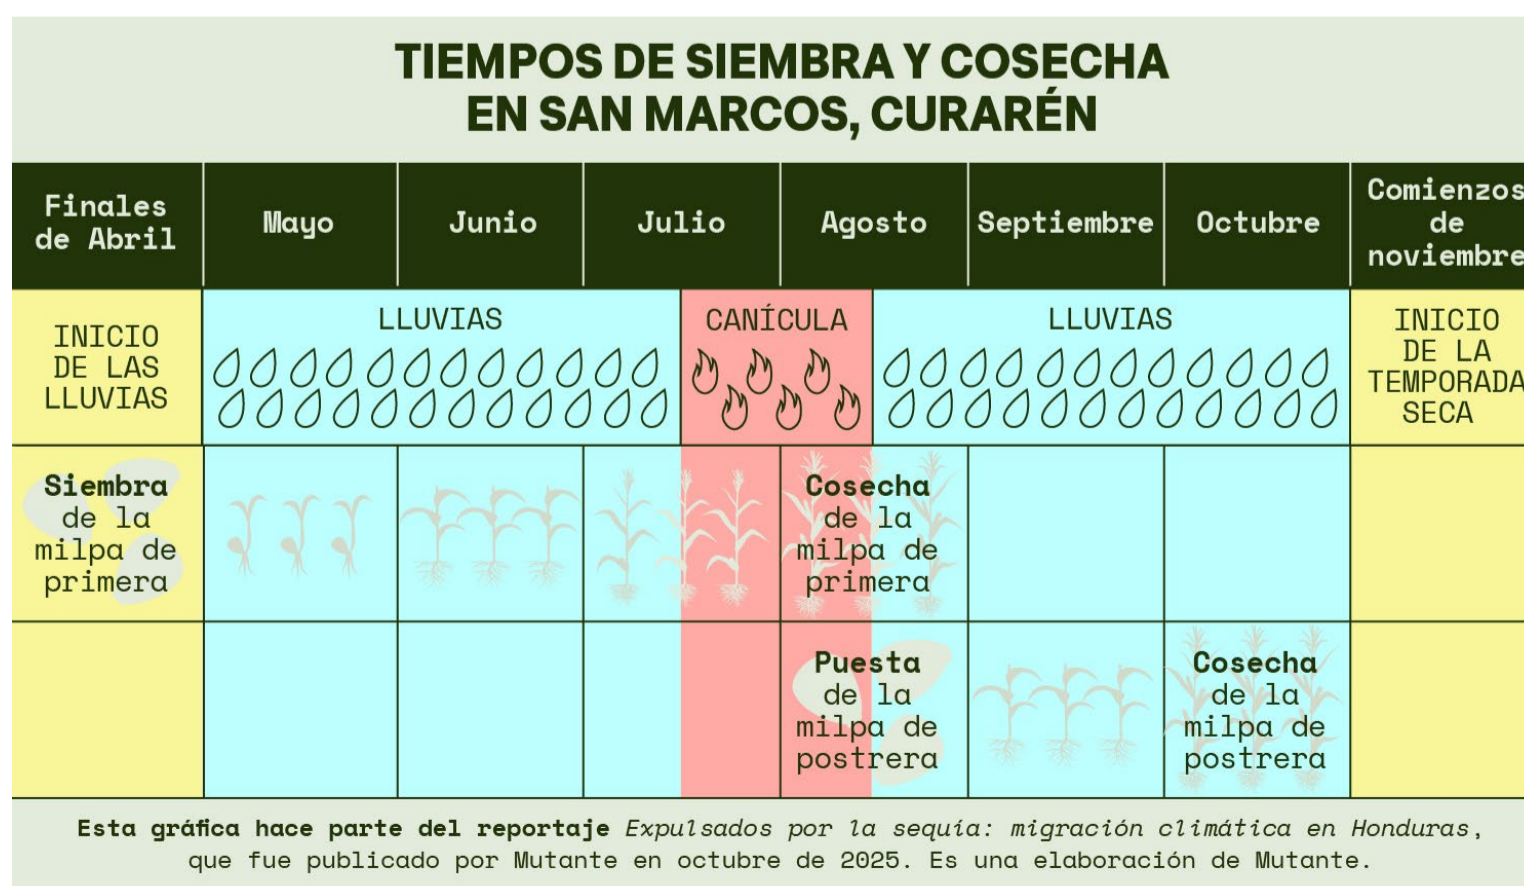 TIEMPOS DE SIEMBRA Y COSECHA
EN SAN MARCOS, CURARÉN
Finales
de Abril
Mayo
Junio
Julio
Agosto
Septiembre
Octubre
Comienzos
de
noviembre
INICIO
DE LAS
LLUVIAS
LLUVIAS
CANÍCULA
LLUVIAS
INICIO
DE LA
TEMPORADA
SECA
Siembra
de la
milpa de
primera
Cosecha
de la
milpa de
primera
Puesta
de la
milpa de
postrera
Cosecha
de la
milpa de
postrera
Esta gráfica hace parte del reportaje Expulsados por la sequía: migración climática en Honduras,
que fue publicado por Mutante en octubre de 2025. Es una elaboración de Mutante.